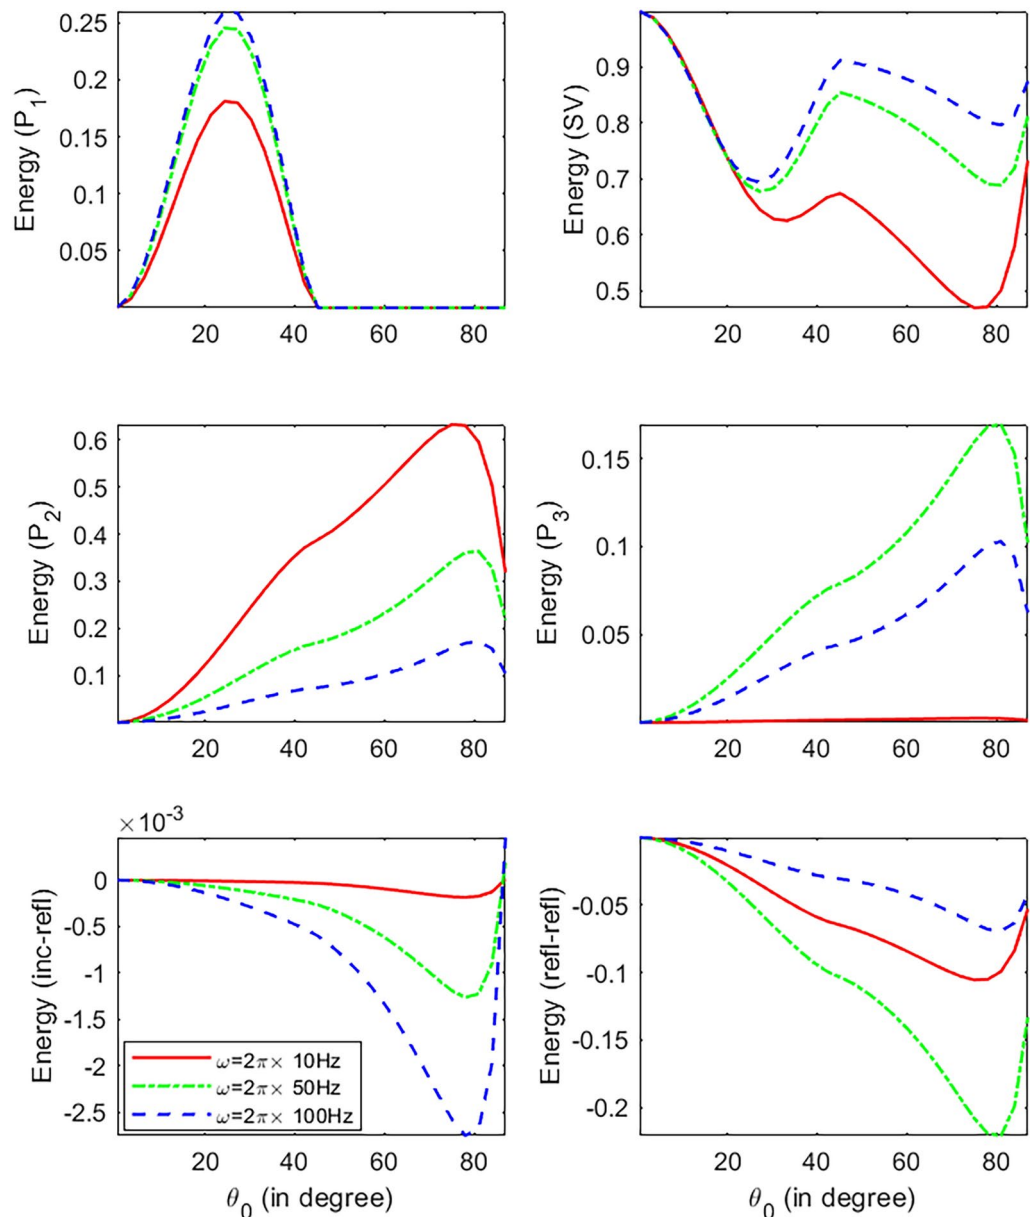 Energy (P1)
0.25
0.20
0.15
0.10
0.05
20 40 60 80
Energy (SV)
0.9
0.8
0.7
0.6
0.5
20 40 60 80
Energy (P2)
0.6
0.5
0.4
0.3
0.2
0.1
20 40 60 80
Energy (P3)
0.15
0.1
0.05
20 40 60 80
×10-3
Energy (inc-refl)
0
-0.5
-1
-1.5
-2
-2.5
ω=2π× 10Hz
ω=2π× 50Hz
ω=2π× 100Hz
20 40 60 80
θ0 (in degree)
Energy (refl-refl)
-0.05
-0.1
-0.15
-0.2
20 40 60 80
θ0 (in degree)